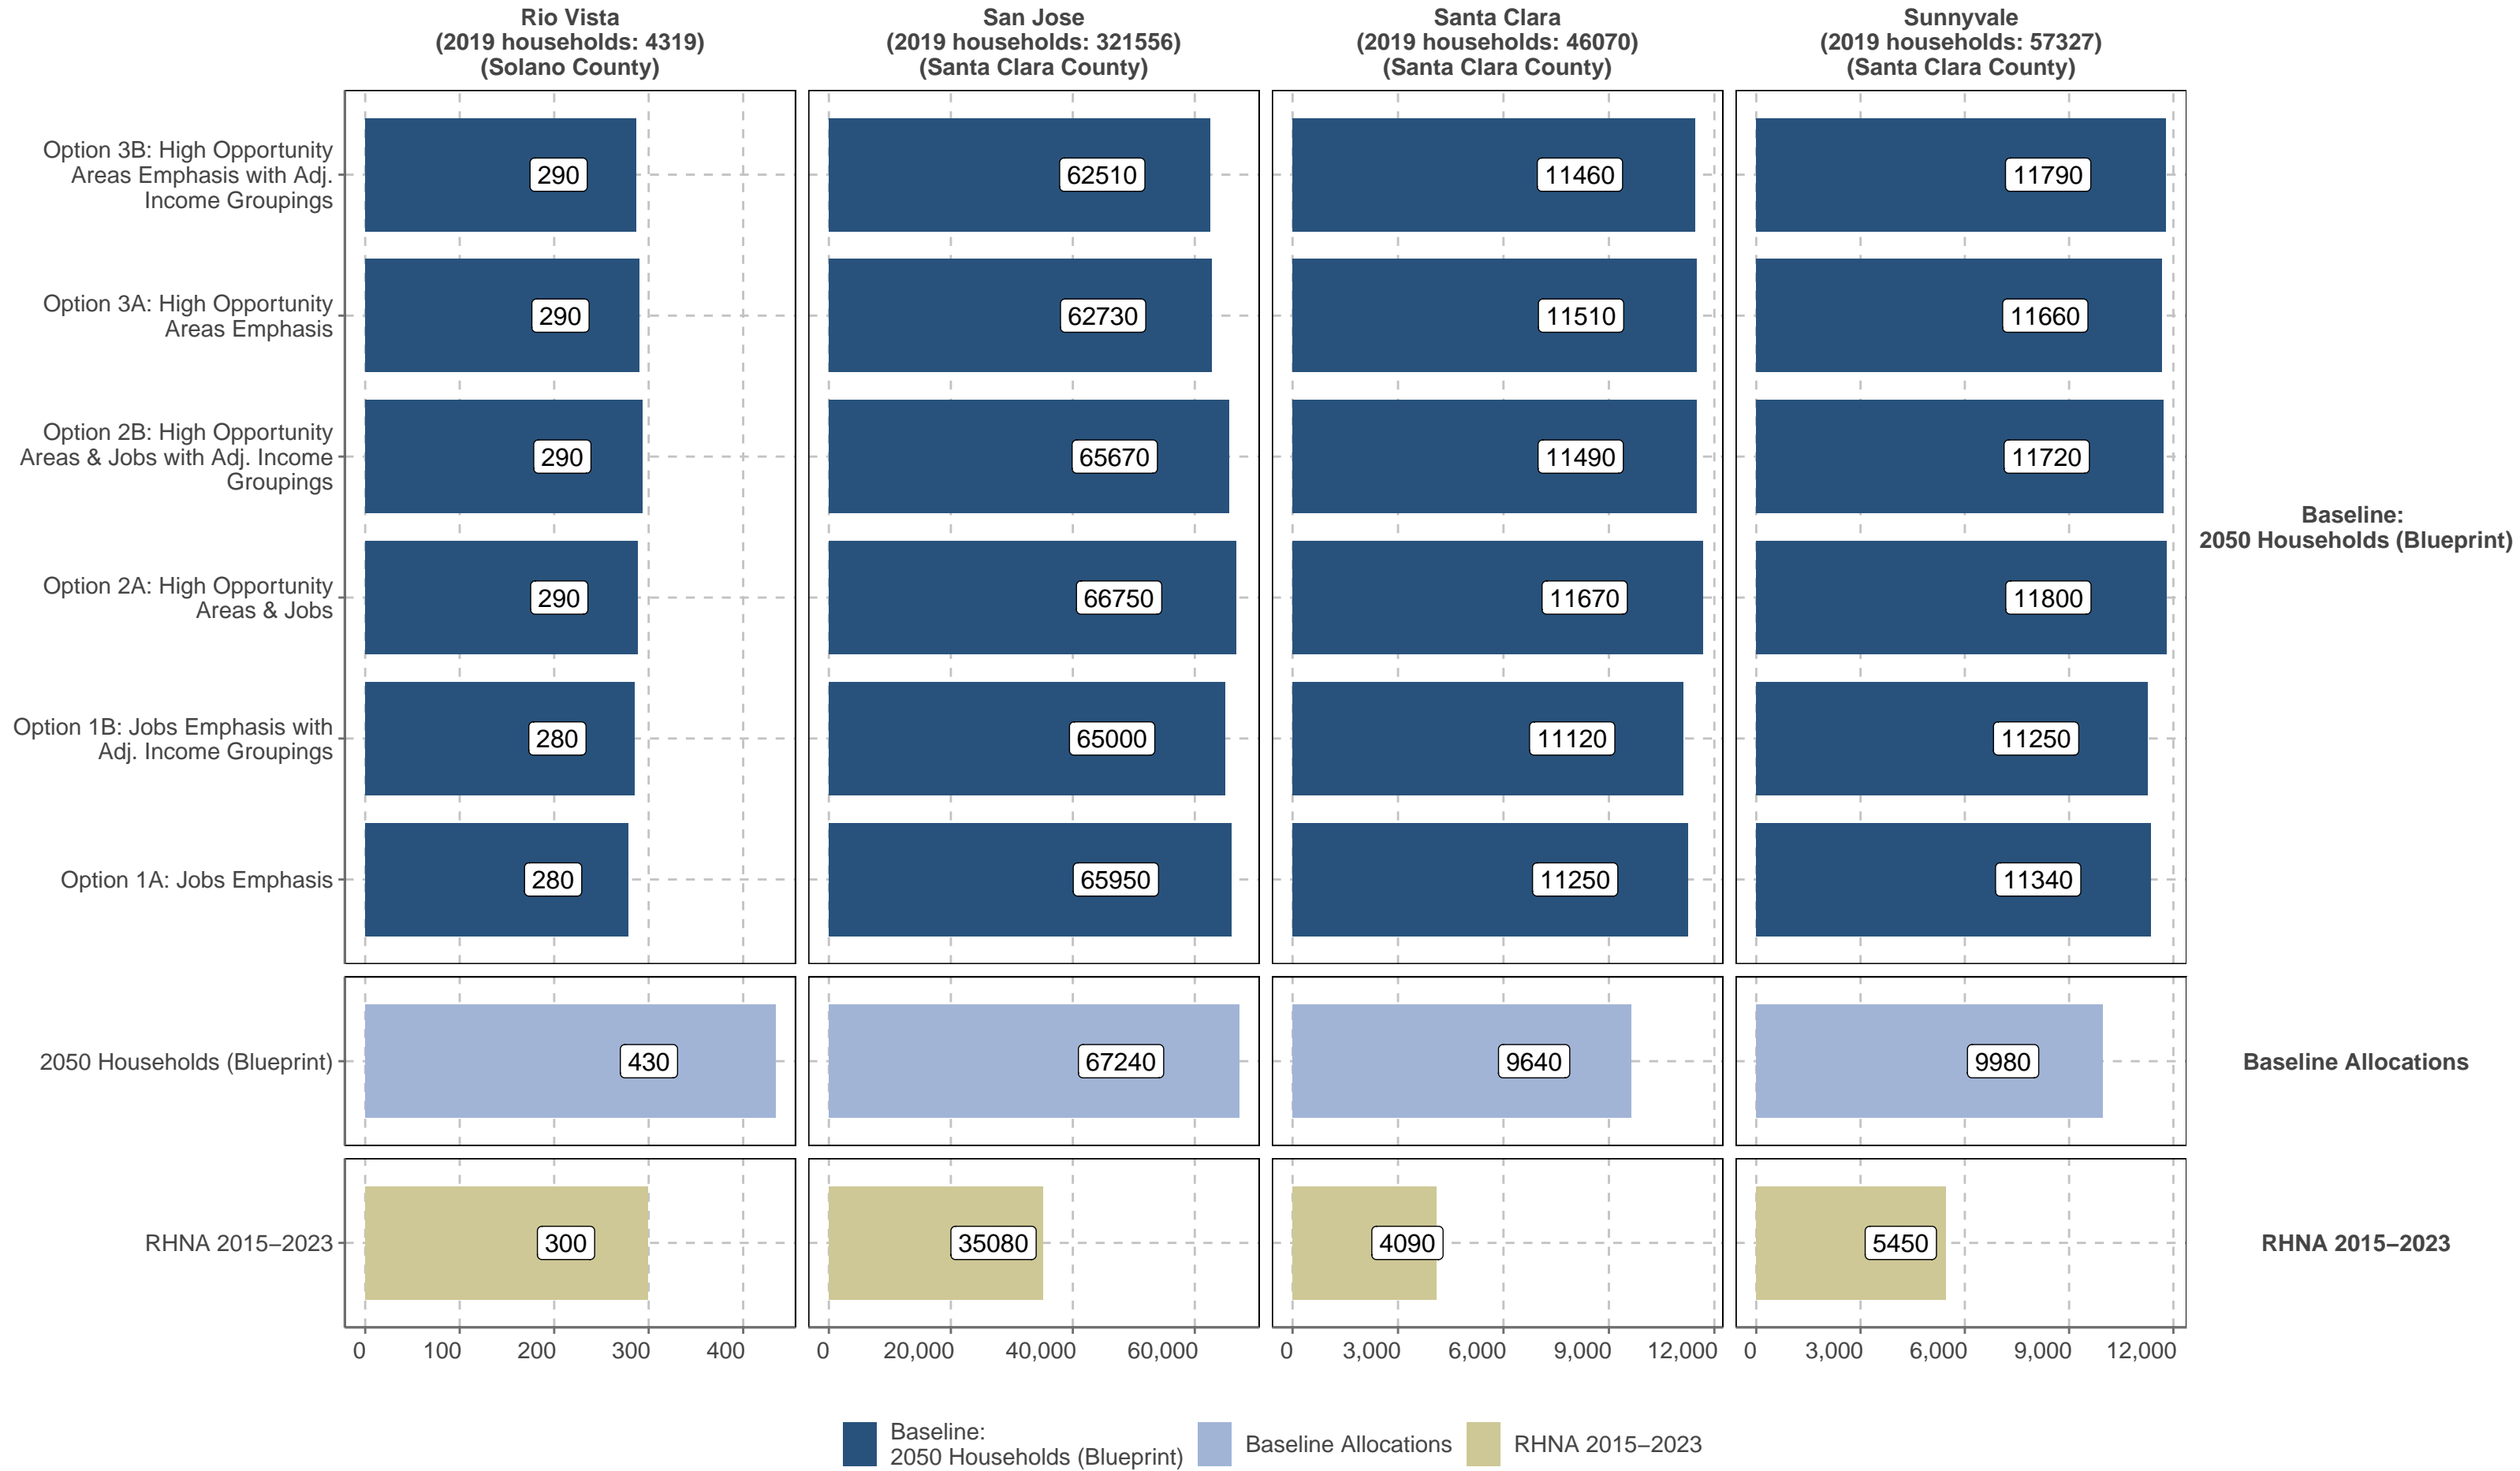 Rio Vista
(2019 households: 4319)
(Solano County)
San Jose
(2019 households: 321556)
(Santa Clara County)
Santa Clara
(2019 households: 46070)
(Santa Clara County)
Sunnyvale
(2019 households: 57327)
(Santa Clara County)
Option 3B: High Opportunity
Areas Emphasis with Adj.
Income Groupings
290
62510
11460
11790
Option 3A: High Opportunity
Areas Emphasis
290
62730
11510
11660
Option 2B: High Opportunity
Areas & Jobs with Adj. Income
Groupings
290
65670
11490
11720
Baseline:
2050 Households (Blueprint)
Option 2A: High Opportunity
Areas & Jobs
290
66750
11670
11800
Option 1B: Jobs Emphasis with
Adj. Income Groupings
280
65000
11120
11250
Option 1A: Jobs Emphasis
280
65950
11250
11340
2050 Households (Blueprint)
430
67240
9640
9980
Baseline Allocations
RHNA 2015−2023
300
35080
4090
5450
RHNA 2015−2023
0 100 200 300 400
0 20,000 40,000 60,000
0 3,000 6,000 9,000 12,000
0 3,000 6,000 9,000 12,000
Baseline:
2050 Households (Blueprint)
Baseline Allocations
RHNA 2015−2023